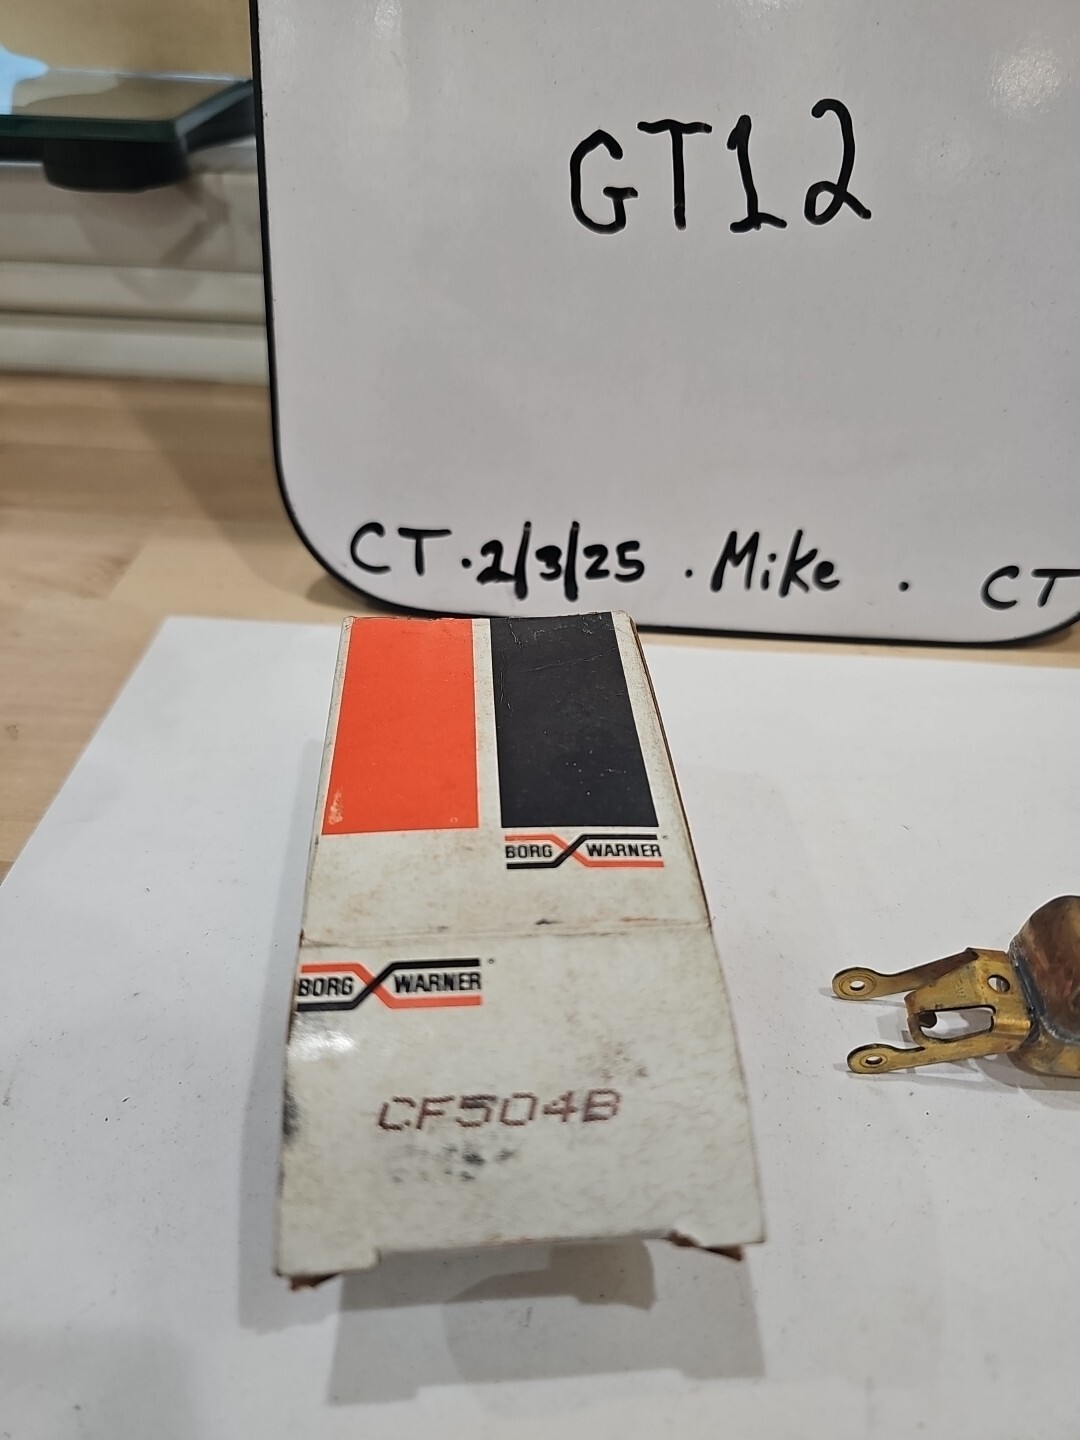 GT12
CT · 2/3/25 · Mike · CT
BORG WARNER
BORG WARNER
CF504B